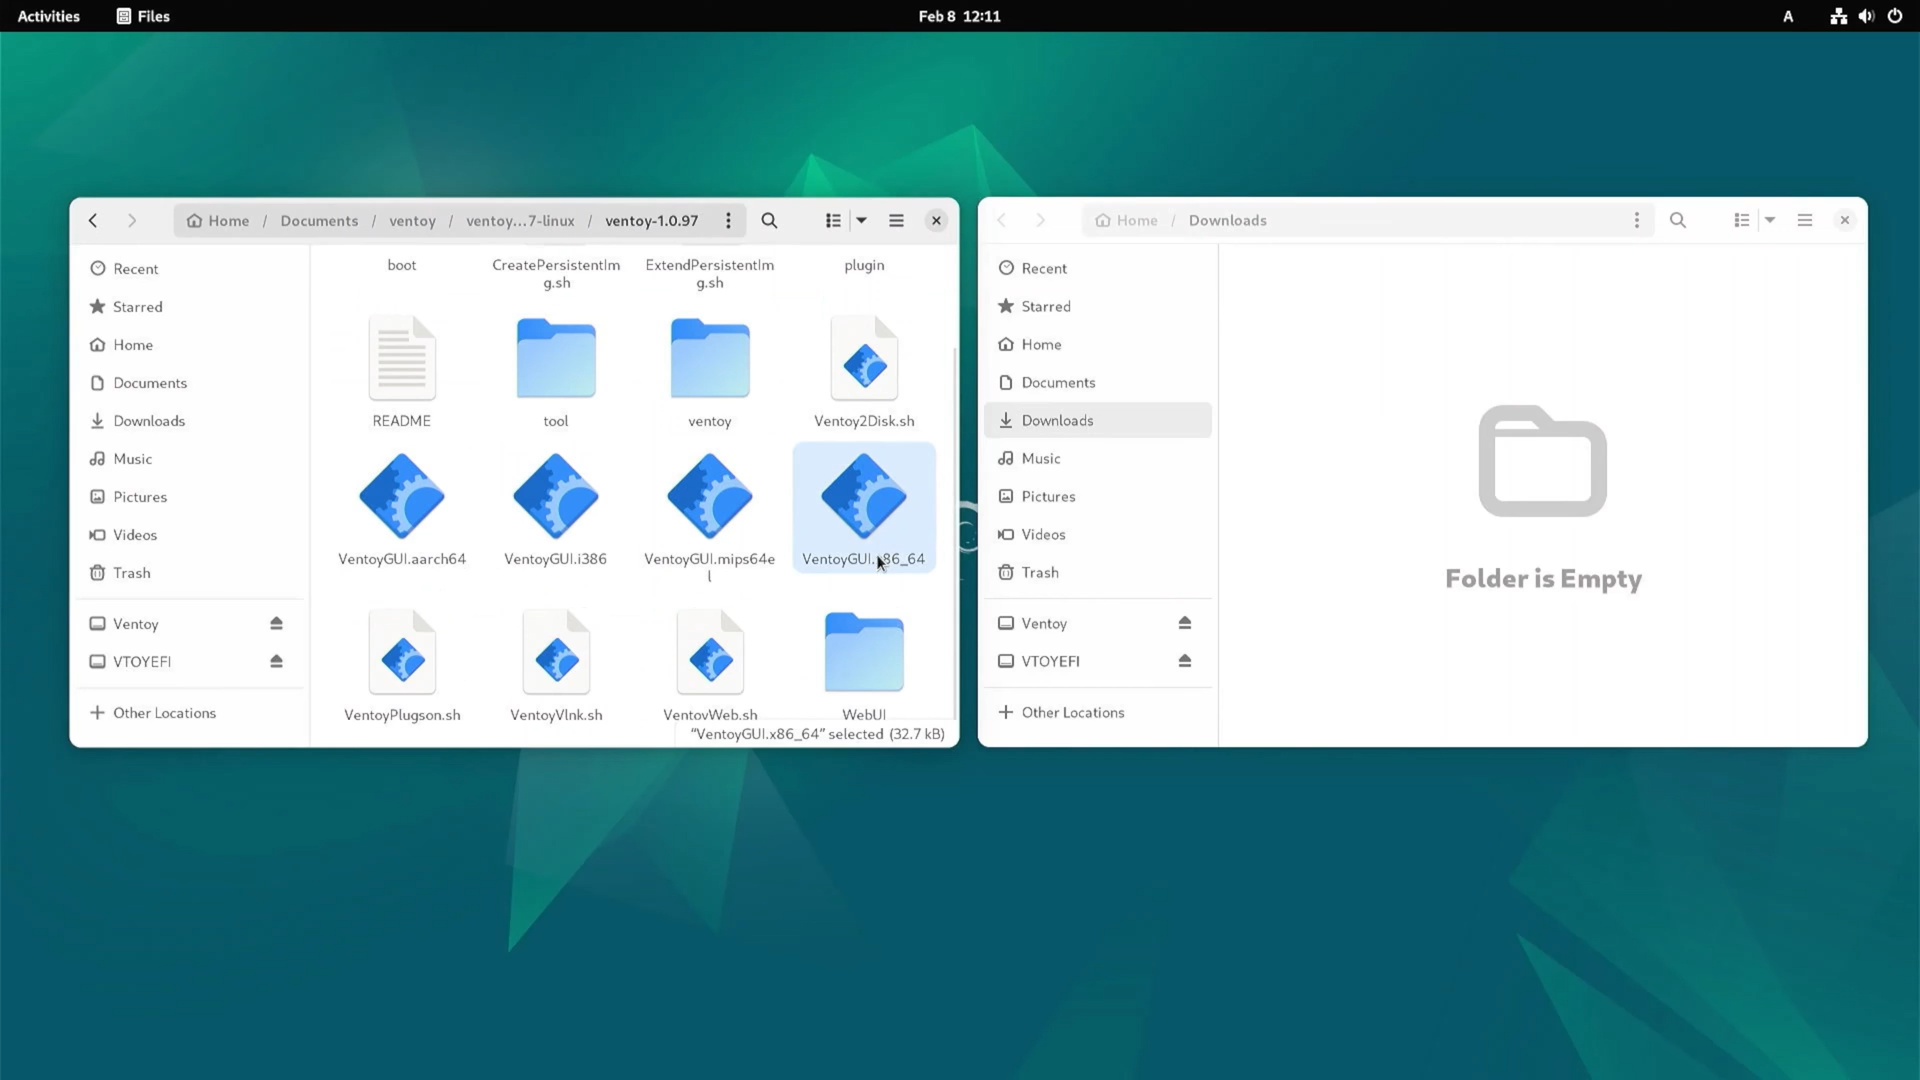 Activities
Files
Feb 8 12:11
A
Home / Documents / ventoy / ventoy...7-linux / ventoy-1.0.97
Recent
Starred
Home
Documents
Downloads
Music
Pictures
Videos
Trash
Ventoy
VTOYEFI
Other Locations
boot
CreatePersistentIm
g.sh
ExtendPersistentIm
g.sh
plugin
README
tool
ventoy
Ventoy2Disk.sh
VentoyGUI.aarch64
VentoyGUI.i386
VentoyGUI.mips64e
l
VentoyGUI.x86_64
VentoyPlugson.sh
VentoyVlnk.sh
VentoyWeb.sh
WebUI
"VentoyGUI.x86_64" selected (32.7 kB)
Home / Downloads
Recent
Starred
Home
Documents
Downloads
Music
Pictures
Videos
Trash
Ventoy
VTOYEFI
Other Locations
Folder is Empty